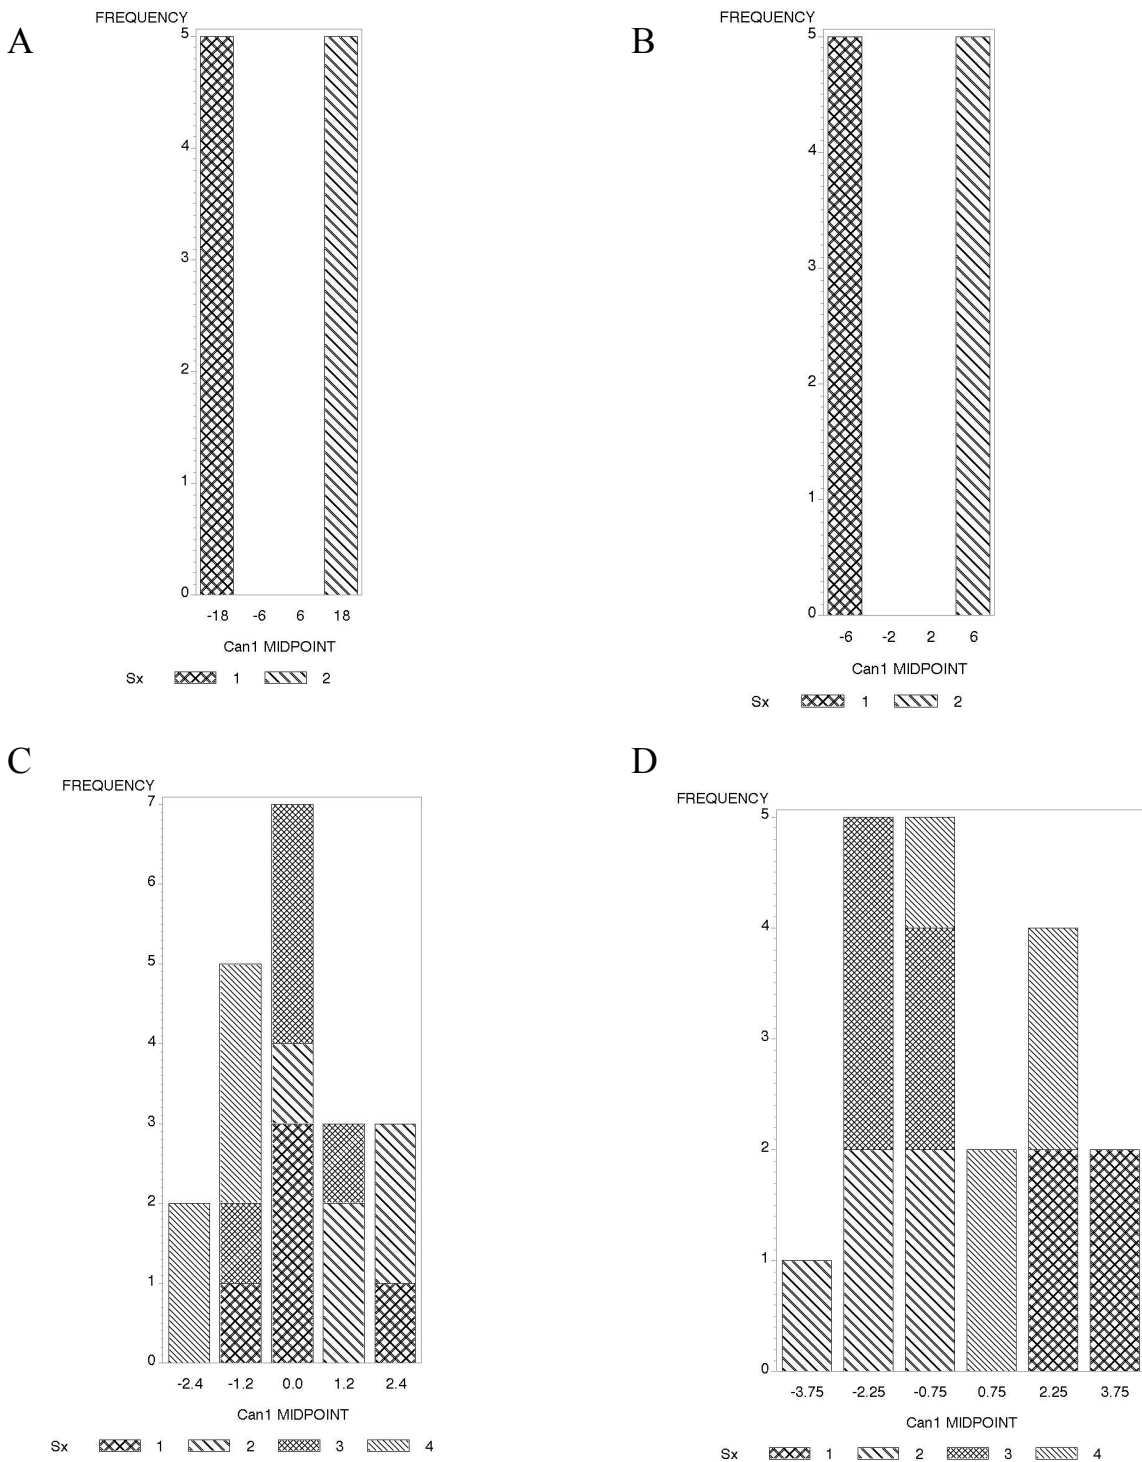 A
FREQUENCY
5
4
3
2
1
0
-18 -6 6 18
Can1 MIDPOINT
Sx 1 2
B
FREQUENCY
5
4
3
2
1
0
-6 -2 2 6
Can1 MIDPOINT
Sx 1 2
C
FREQUENCY
7
6
5
4
3
2
1
0
-2.4 -1.2 0.0 1.2 2.4
Can1 MIDPOINT
Sx 1 2 3 4
D
FREQUENCY
5
4
3
2
1
0
-3.75 -2.25 -0.75 0.75 2.25 3.75
Can1 MIDPOINT
Sx 1 2 3 4